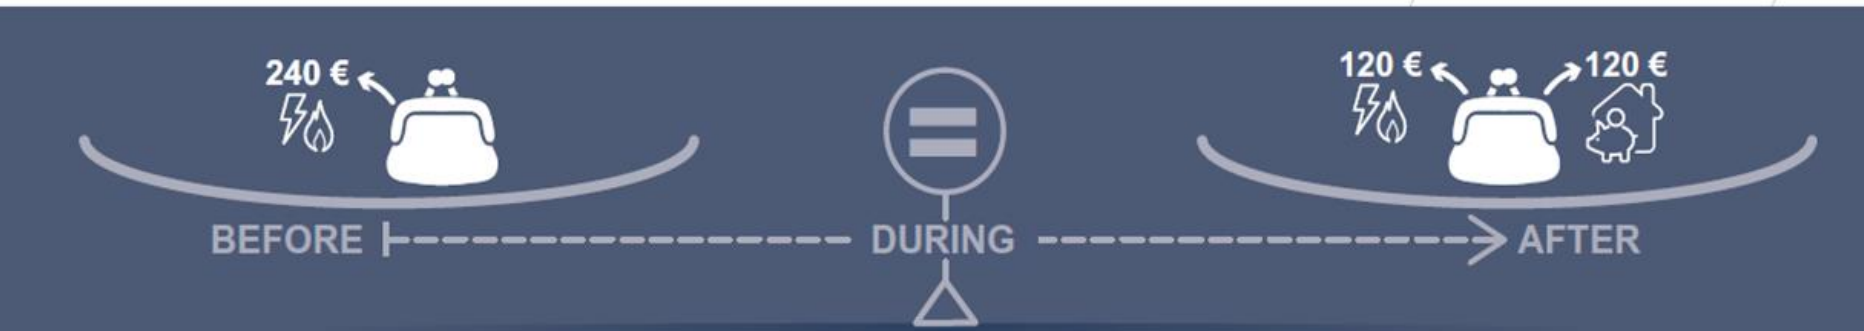 240 €
120 €
120 €
BEFORE
DURING
AFTER